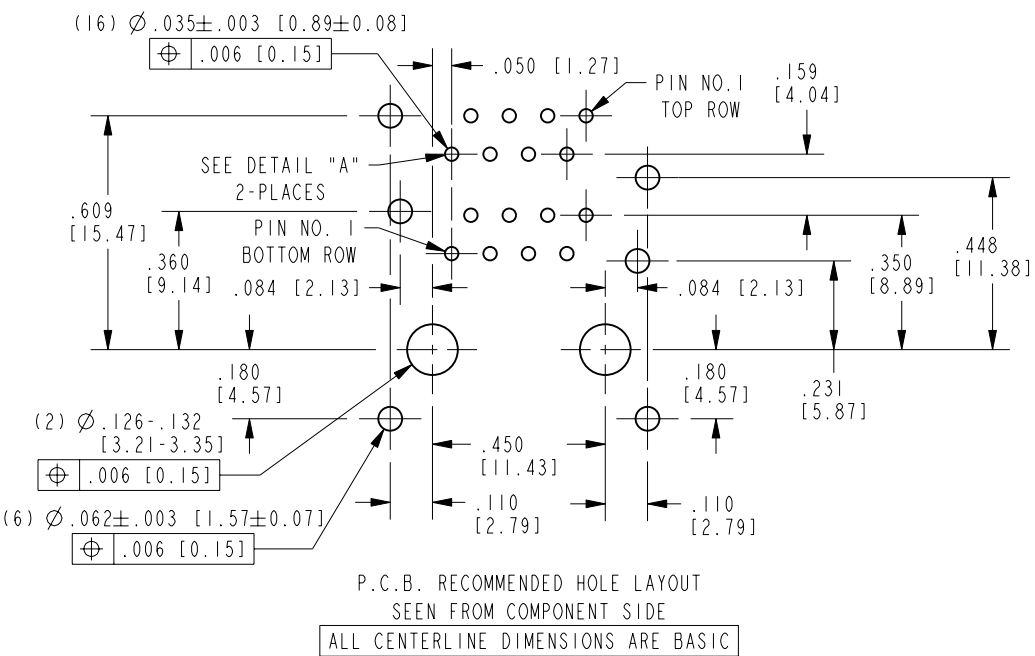 (16) Ø .035±.003 [0.89±0.08]
⌖ .006 [0.15]
.050 [1.27]
PIN NO.1
TOP ROW
.159
[4.04]
SEE DETAIL "A"
2-PLACES
.609
[15.47]
PIN NO. 1
BOTTOM ROW
.360
[9.14]
.084 [2.13]
.084 [2.13]
.350
[8.89]
.448
[11.38]
.180
[4.57]
.180
[4.57]
.231
[5.87]
(2) Ø .126-.132
[3.21-3.35]
⌖ .006 [0.15]
.450
[11.43]
(6) Ø .062±.003 [1.57±0.07]
⌖ .006 [0.15]
.110
[2.79]
.110
[2.79]
P.C.B. RECOMMENDED HOLE LAYOUT
SEEN FROM COMPONENT SIDE
ALL CENTERLINE DIMENSIONS ARE BASIC